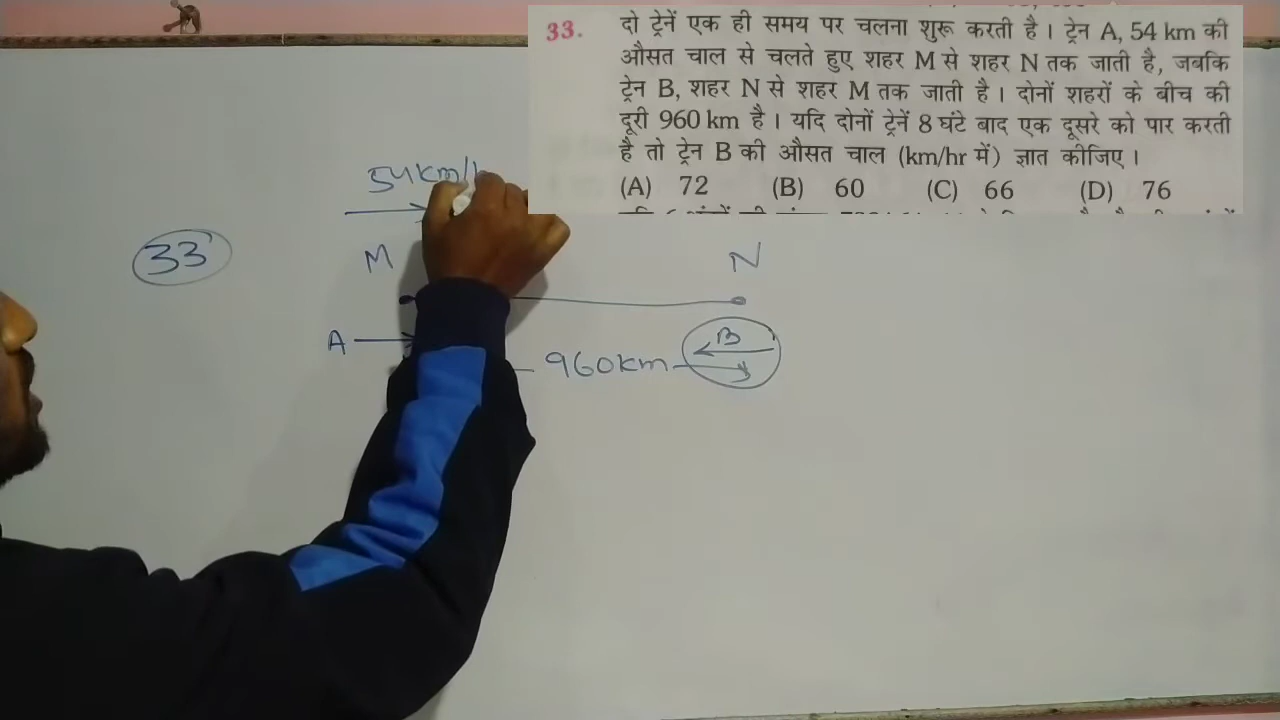 33. दो ट्रेनें एक ही समय पर चलना शुरू करती है। ट्रेन A, 54 km की
औसत चाल से चलते हुए शहर M से शहर N तक जाती है, जबकि
ट्रेन B, शहर N से शहर M तक जाती है। दोनों शहरों के बीच की
दूरी 960 km है। यदि दोनों ट्रेनें 8 घंटे बाद एक दूसरे को पार करती
है तो ट्रेन B की औसत चाल (km/hr में) ज्ञात कीजिए।
(A) 72 (B) 60 (C) 66 (D) 76
54km/h
33
M N
A B
960km